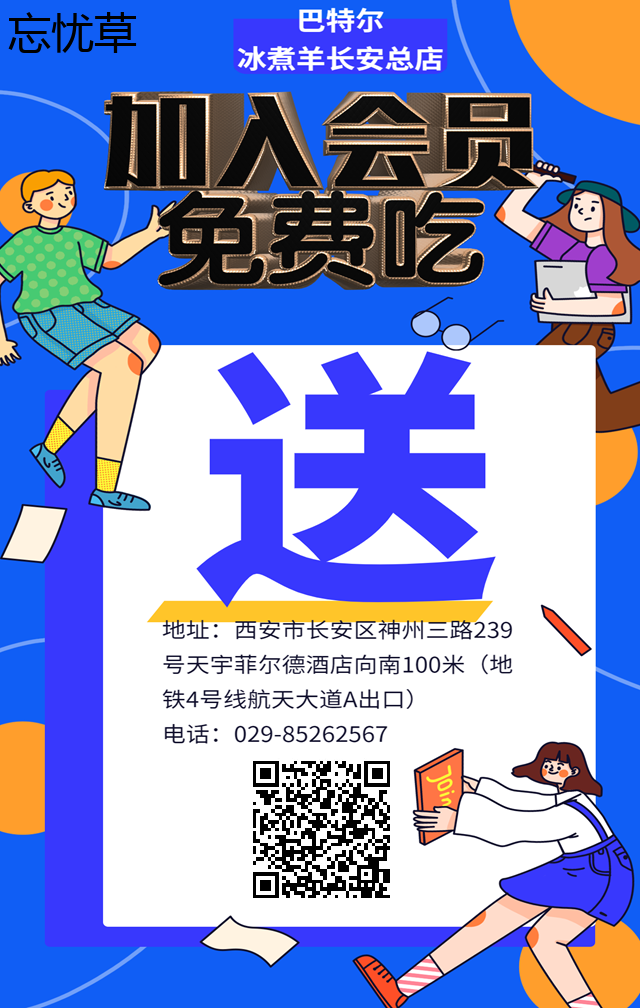 忘忧草
巴特尔
冰煮羊长安总店
加入会员
免费吃
送
地址：西安市长安区神州三路239
号天宇菲尔德酒店向南100米（地
铁4号线航天大道A出口）
电话：029-85262567
JOIN